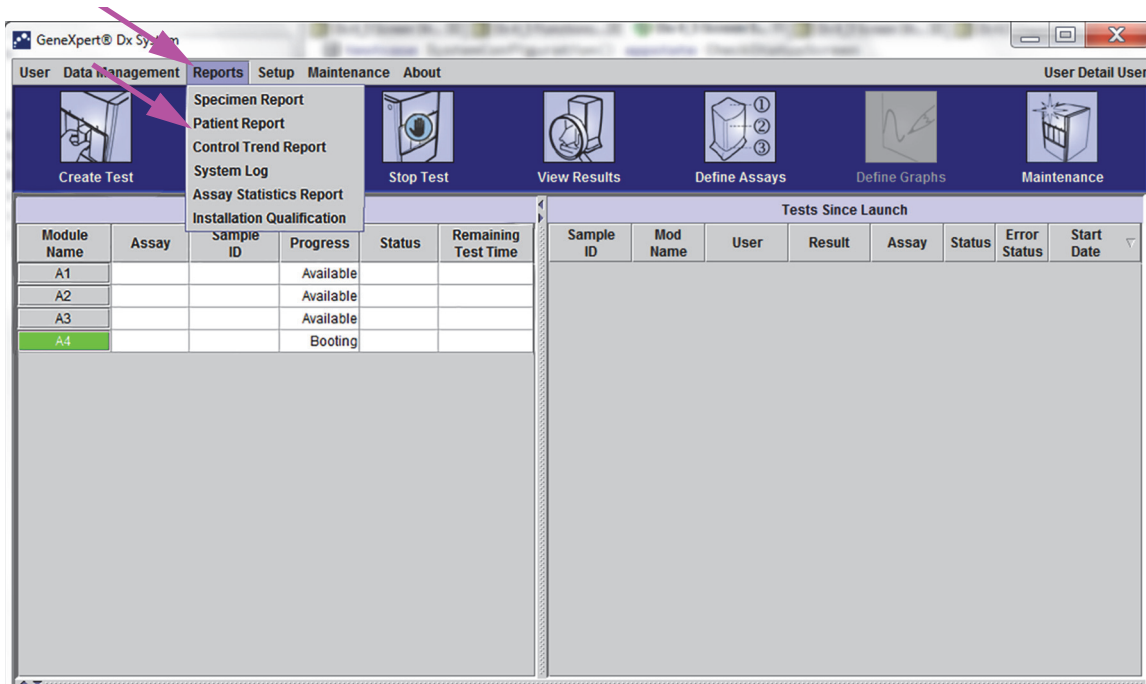 GeneXpert® Dx System
User Data Management Reports Setup Maintenance About User Detail User
Specimen Report
Patient Report
Control Trend Report
System Log
Assay Statistics Report
Installation Qualification
Create Test Stop Test View Results Define Assays Define Graphs Maintenance
Tests Since Launch
Module Name Assay Sample ID Progress Status Remaining Test Time
Sample ID Mod Name User Result Assay Status Error Status Start Date
A1 Available
A2 Available
A3 Available
A4 Booting